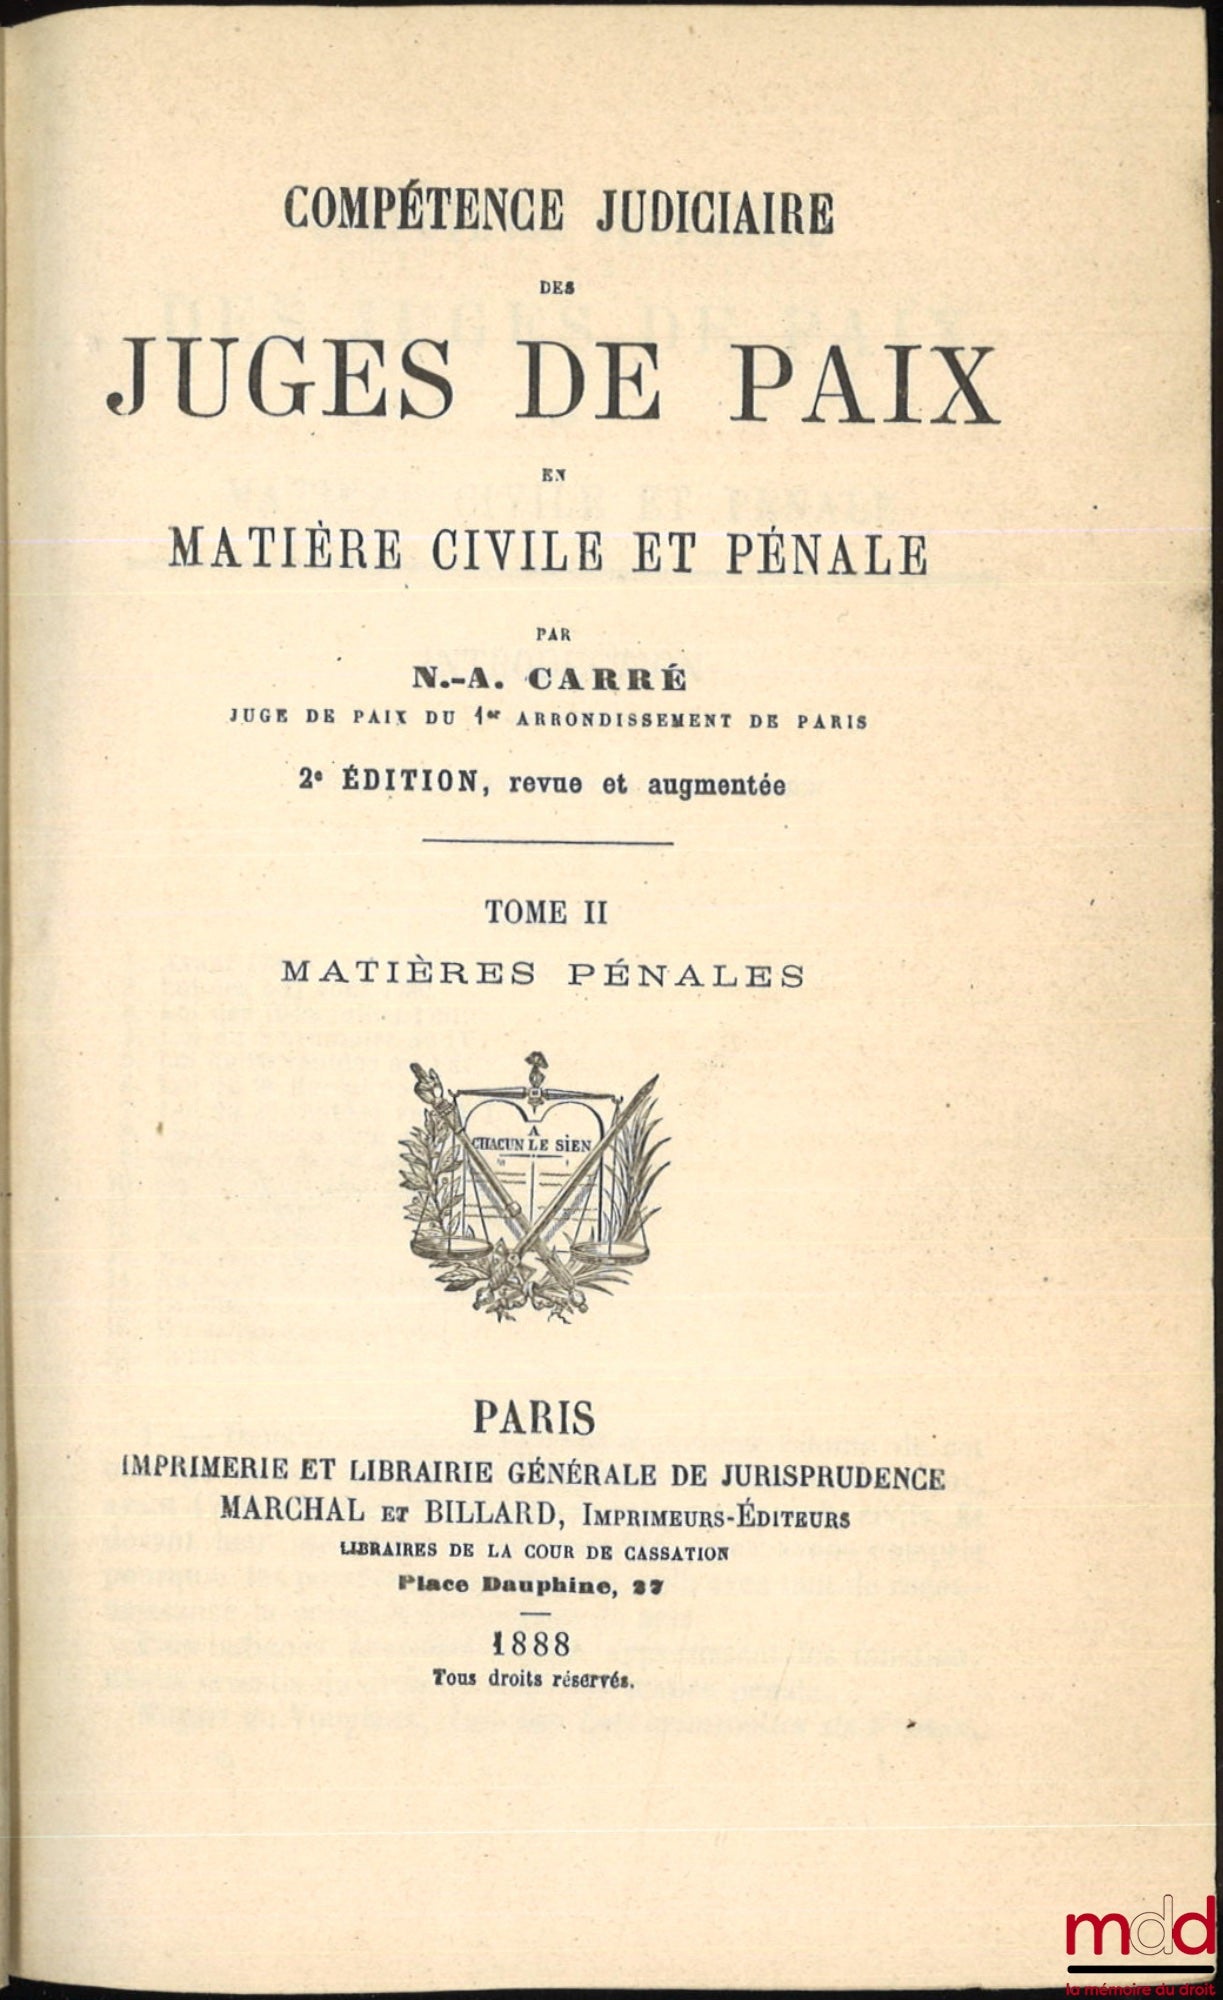 COMPÉTENCE JUDICIAIRE
DES
JUGES DE PAIX
EN
MATIÈRE CIVILE ET PÉNALE
PAR
N.-A. CARRÉ
JUGE DE PAIX DU 1er ARRONDISSEMENT DE PARIS
2e ÉDITION, revue et augmentée
TOME II
MATIÈRES PÉNALES
A
CHACUN LE SIEN
PARIS
IMPRIMERIE ET LIBRAIRIE GÉNÉRALE DE JURISPRUDENCE
MARCHAL ET BILLARD, IMPRIMEURS-ÉDITEURS
LIBRAIRES DE LA COUR DE CASSATION
Place Dauphine, 27
1888
Tous droits réservés.
mdd
la mémoire du droit